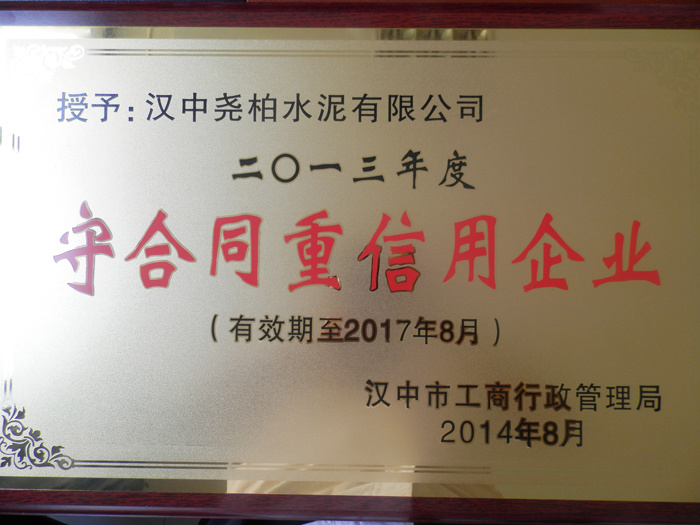 授予:汉中尧柏水泥有限公司
二〇一三年度
守合同重信用企业
(有效期至2017年8月)
汉中市工商行政管理局
2014年8月